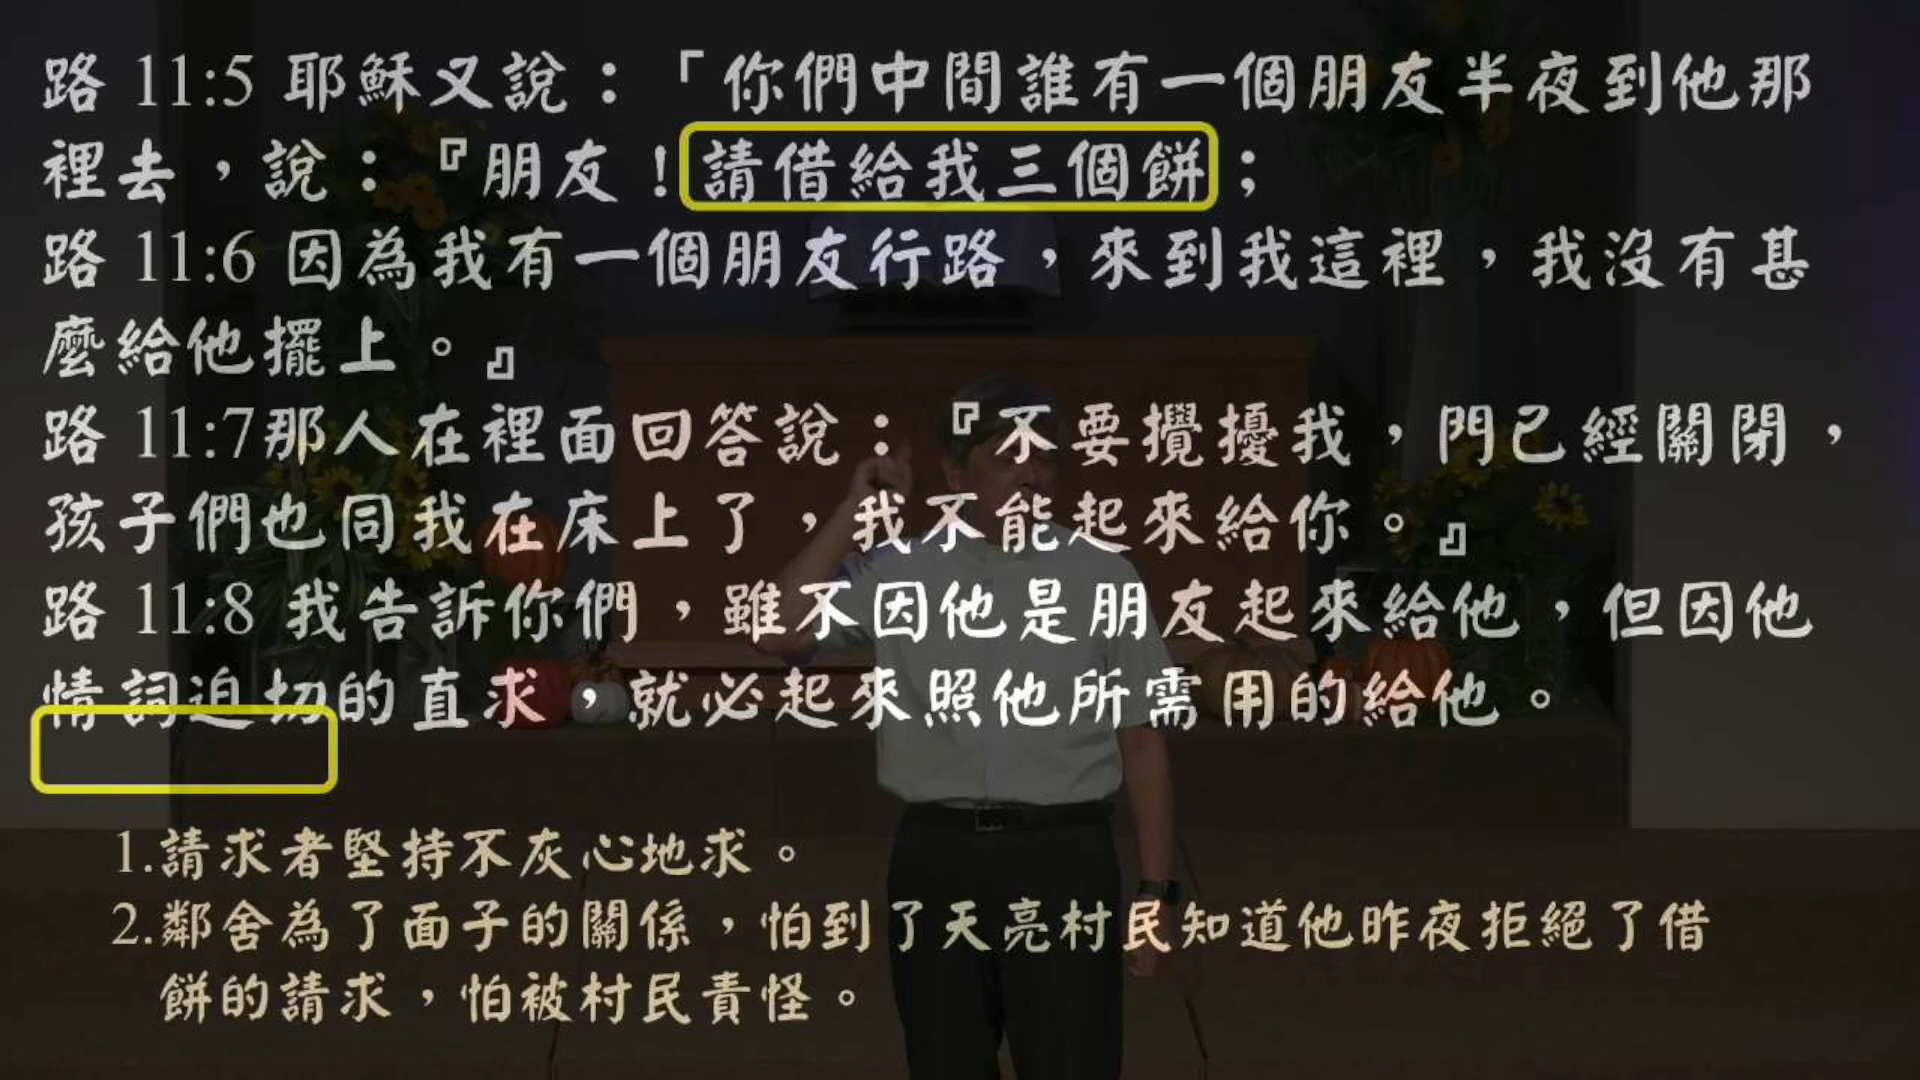 路 11:5 耶穌又說：「你們中間誰有一個朋友半夜到他那
裡去，說：『朋友！請借給我三個餅；
路 11:6 因為我有一個朋友行路，來到我這裡，我沒有甚
麼給他擺上。』
路 11:7那人在裡面回答說：『不要攪擾我，門已經關閉，
孩子們也同我在床上了，我不能起來給你。』
路 11:8 我告訴你們，雖不因他是朋友起來給他，但因他
情詞迫切的直求，就必起來照他所需用的給他。
1.請求者堅持不灰心地求。
2.鄰舍為了面子的關係，怕到了天亮村民知道他昨夜拒絕了借
餅的請求，怕被村民責怪。